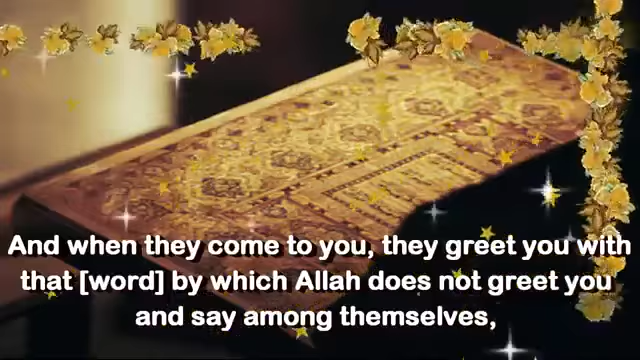 And when they come to you, they greet you with
that [word] by which Allah does not greet you
and say among themselves,